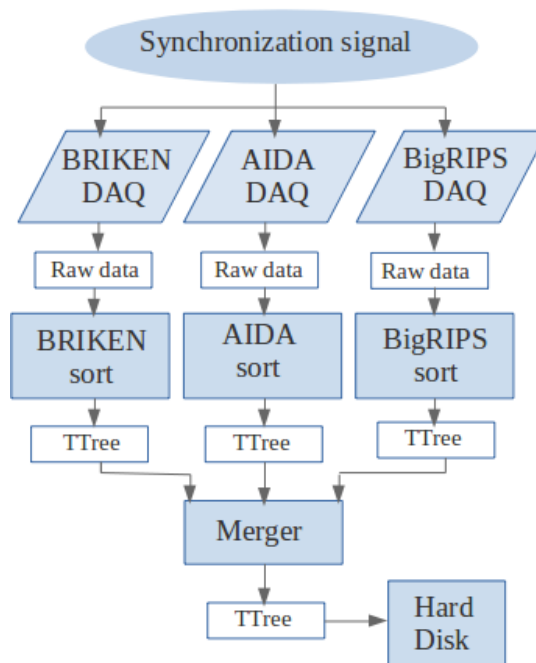 Synchronization signal
BRIKEN
DAQ
AIDA
DAQ
BigRIPS
DAQ
Raw data
Raw data
Raw data
BRIKEN
sort
AIDA
sort
BigRIPS
sort
TTree
TTree
TTree
Merger
TTree
Hard
Disk